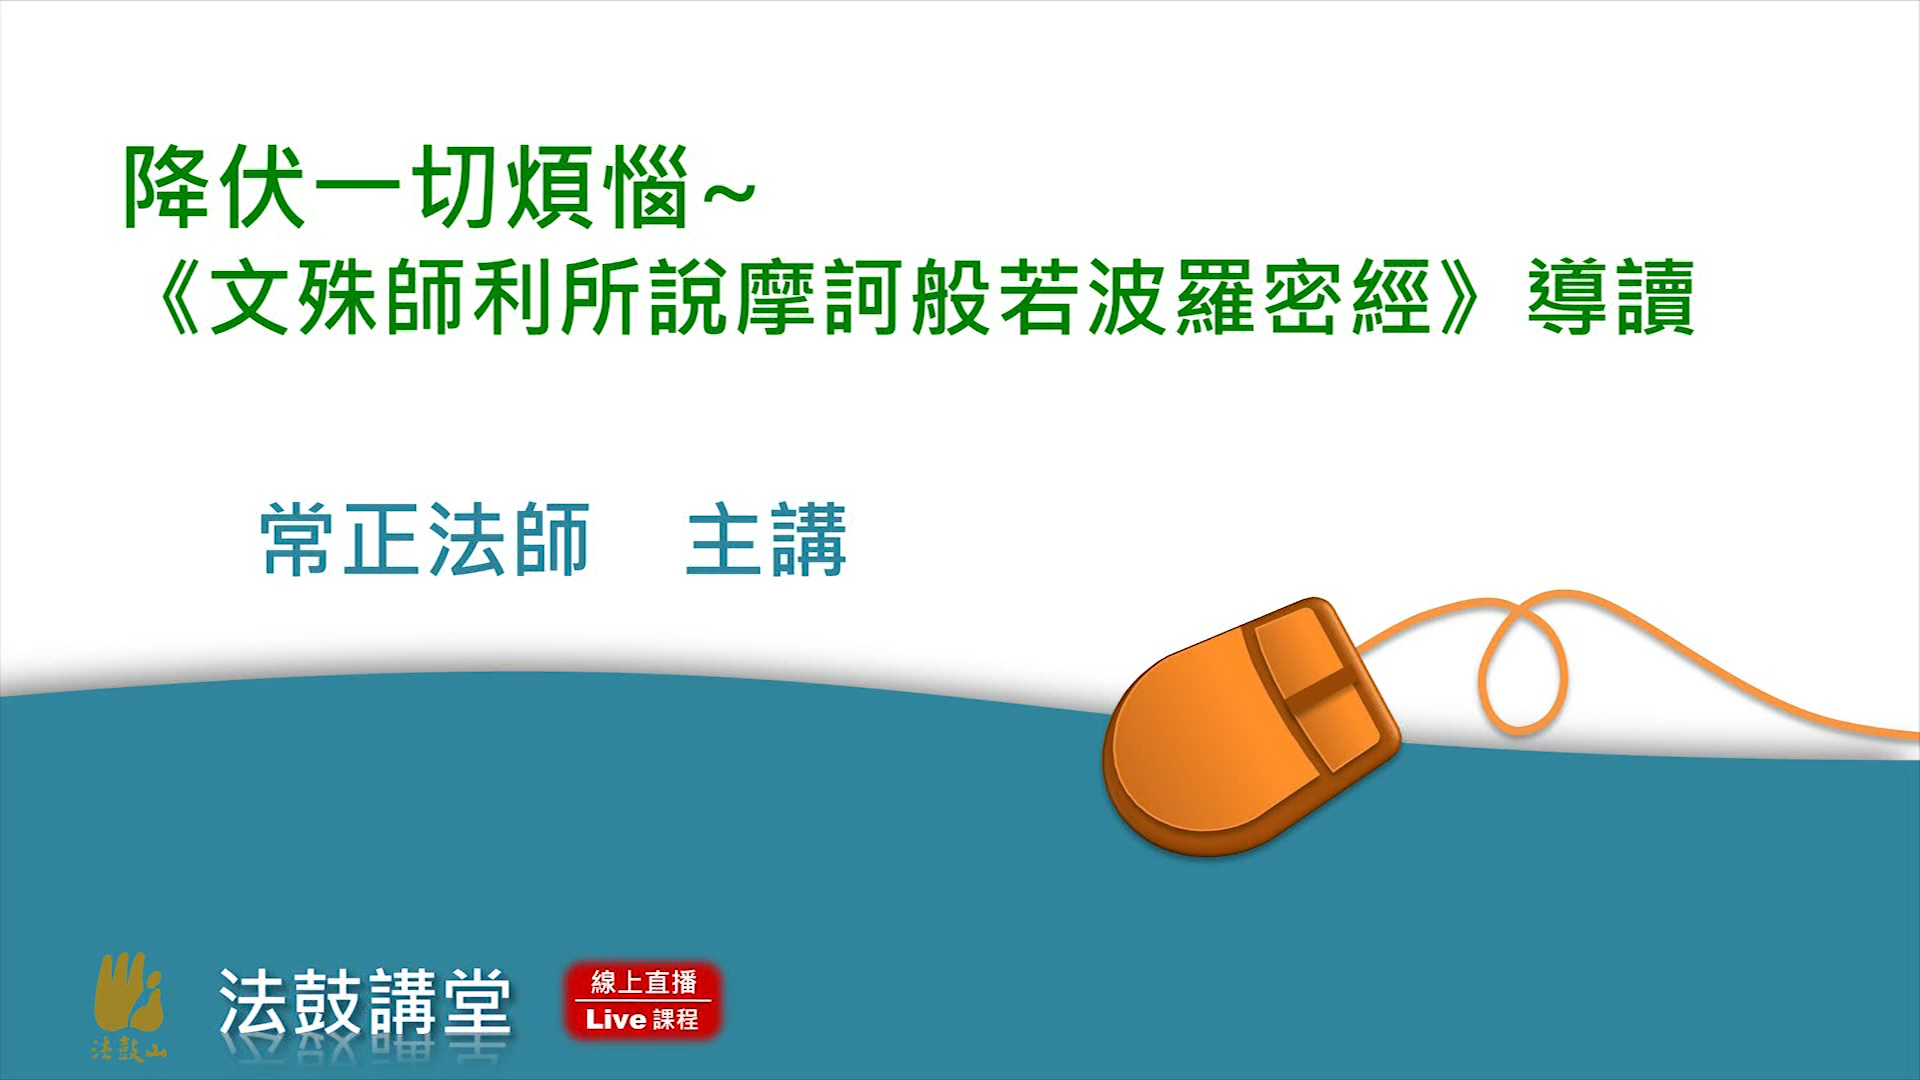 降伏一切煩惱~
《文殊師利所說摩訶般若波羅密經》導讀
常正法師　主講
法鼓山
法鼓講堂
線上直播
Live 課程